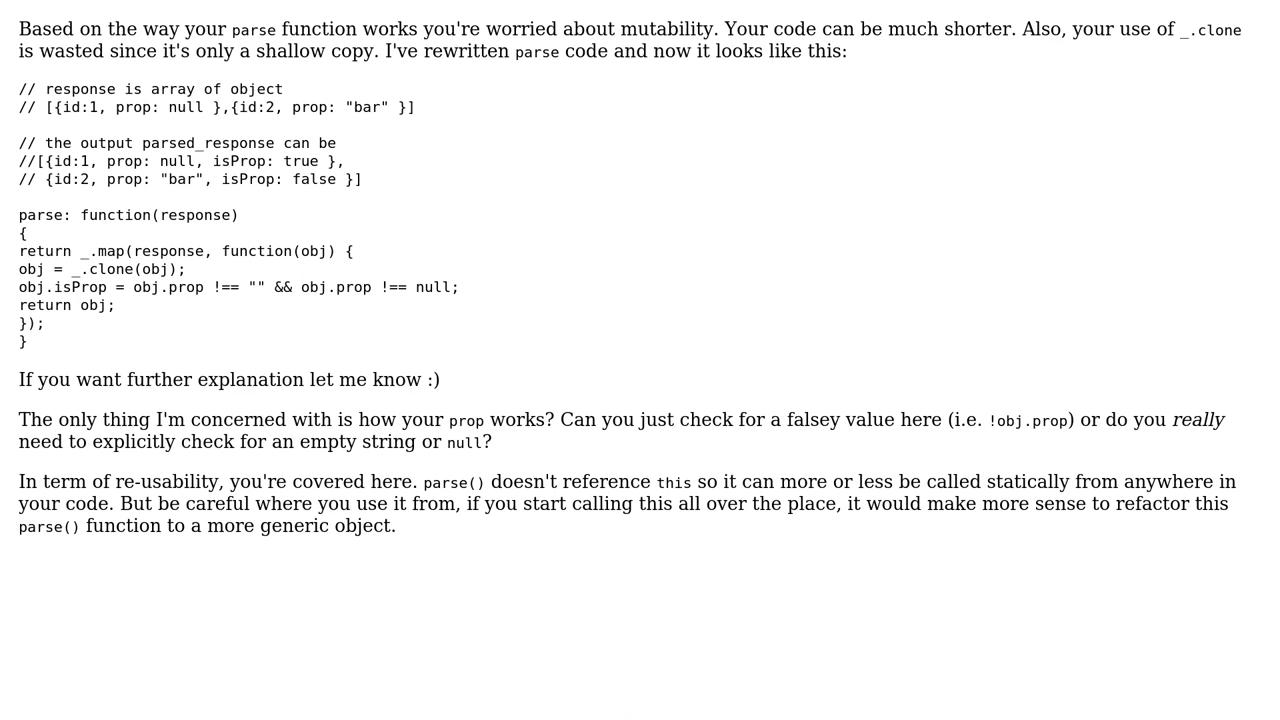 Based on the way your parse function works you're worried about mutability. Your code can be much shorter. Also, your use of _.clone
is wasted since it's only a shallow copy. I've rewritten parse code and now it looks like this:
// response is array of object
// [{id:1, prop: null },{id:2, prop: "bar" }]
// the output parsed_response can be
//[{id:1, prop: null, isProp: true },
// {id:2, prop: "bar", isProp: false }]
parse: function(response)
{
return _.map(response, function(obj) {
obj = _.clone(obj);
obj.isProp = obj.prop !== "" && obj.prop !== null;
return obj;
});
}
If you want further explanation let me know :)
The only thing I'm concerned with is how your prop works? Can you just check for a falsey value here (i.e. !obj.prop) or do you really
need to explicitly check for an empty string or null?
In term of re-usability, you're covered here. parse() doesn't reference this so it can more or less be called statically from anywhere in
your code. But be careful where you use it from, if you start calling this all over the place, it would make more sense to refactor this
parse() function to a more generic object.